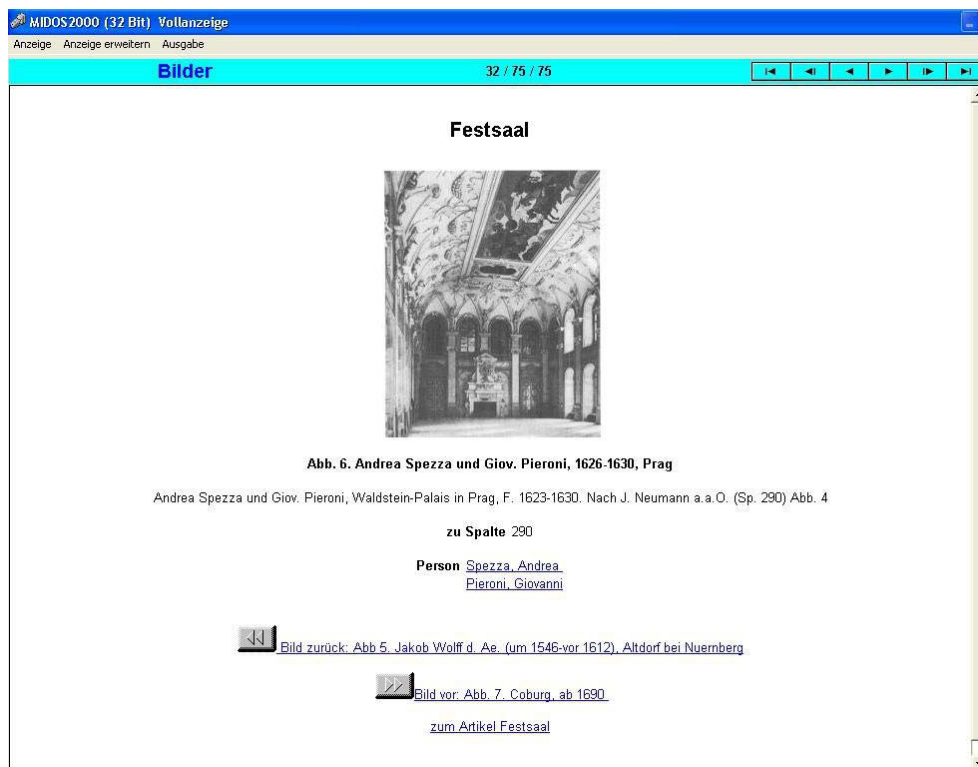 MIDOS2000 (32 Bit) Vollanzeige
Anzeige Anzeige erweitern Ausgabe
Bilder 32 / 75 / 75
Festsaal
Abb. 6. Andrea Spezza und Giov. Pieroni, 1626-1630, Prag
Andrea Spezza und Giov. Pieroni, Waldstein-Palais in Prag, F. 1623-1630. Nach J. Neumann a.a.O. (Sp. 290) Abb. 4
zu Spalte 290
Person Spezza, Andrea
Pieroni, Giovanni
Bild zurück: Abb 5. Jakob Wolff d. Ae. (um 1546-vor 1612), Altdorf bei Nuernberg
Bild vor: Abb. 7. Coburg, ab 1690
zum Artikel Festsaal